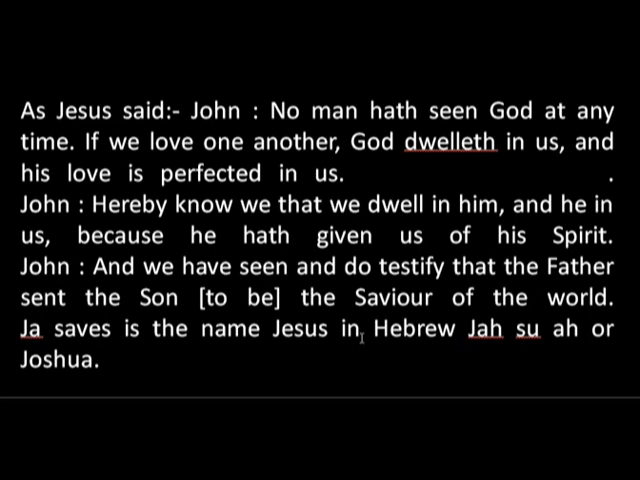 As Jesus said:- John : No man hath seen God at any
time. If we love one another, God dwelleth in us, and
his love is perfected in us. .
John : Hereby know we that we dwell in him, and he in
us, because he hath given us of his Spirit.
John : And we have seen and do testify that the Father
sent the Son [to be] the Saviour of the world.
Ja saves is the name Jesus in Hebrew Jah su ah or
Joshua.